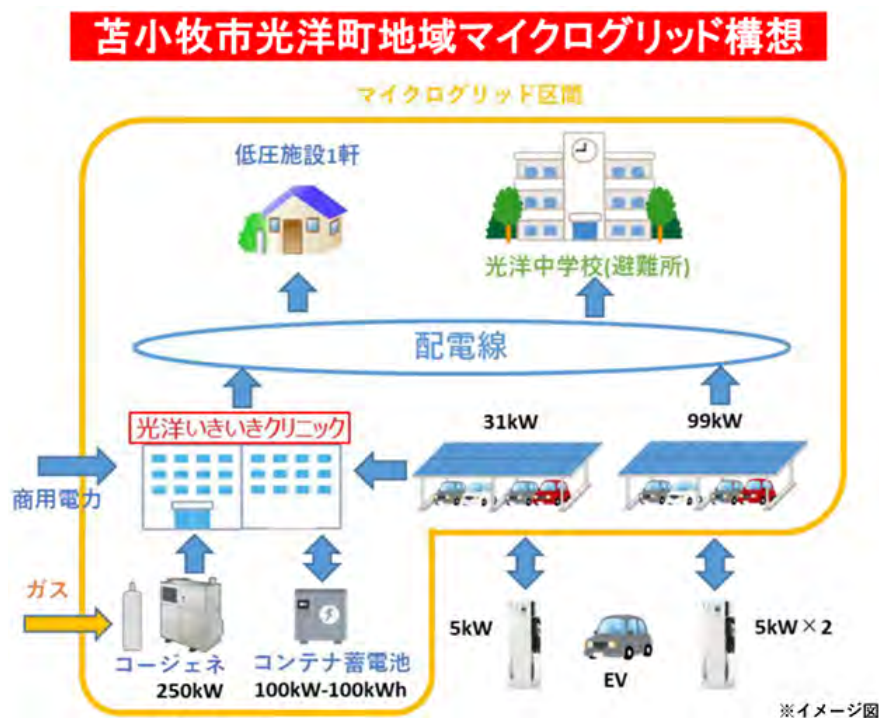 苫小牧市光洋町地域マイクログリッド構想
マイクログリッド区間
低圧施設1軒
光洋中学校(避難所)
配電線
光洋いきいきクリニック
31kW
99kW
商用電力
ガス
コージェネ
250kW
コンテナ蓄電池
100kW-100kWh
5kW
EV
5kW×2
※イメージ図